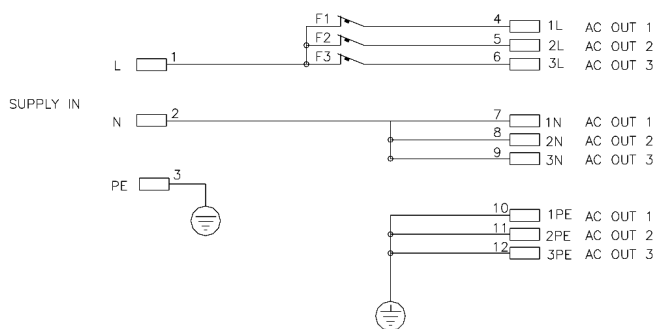 F1 4 1L AC OUT 1
F2 5 2L AC OUT 2
L 1 F3 6 3L AC OUT 3
SUPPLY IN
N 2 7 1N AC OUT 1
8 2N AC OUT 2
9 3N AC OUT 3
PE 3
10 1PE AC OUT 1
11 2PE AC OUT 2
12 3PE AC OUT 3